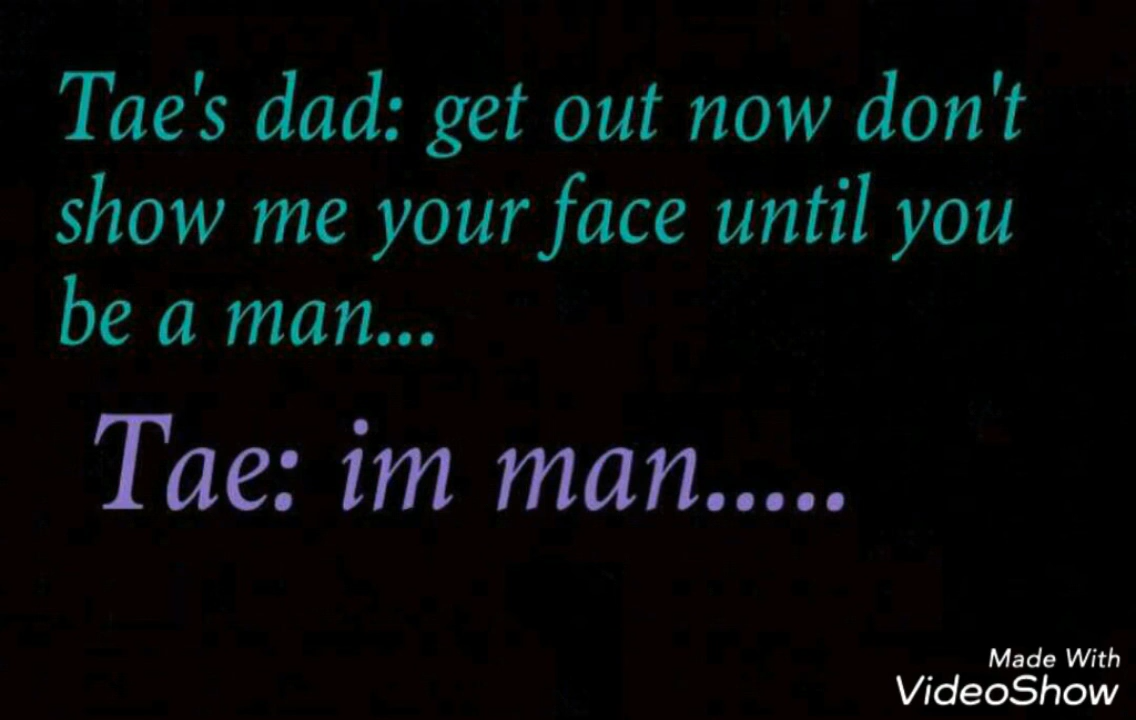 Tae's dad: get out now don't
show me your face until you
be a man...
Tae: im man.....
Made With
VideoShow